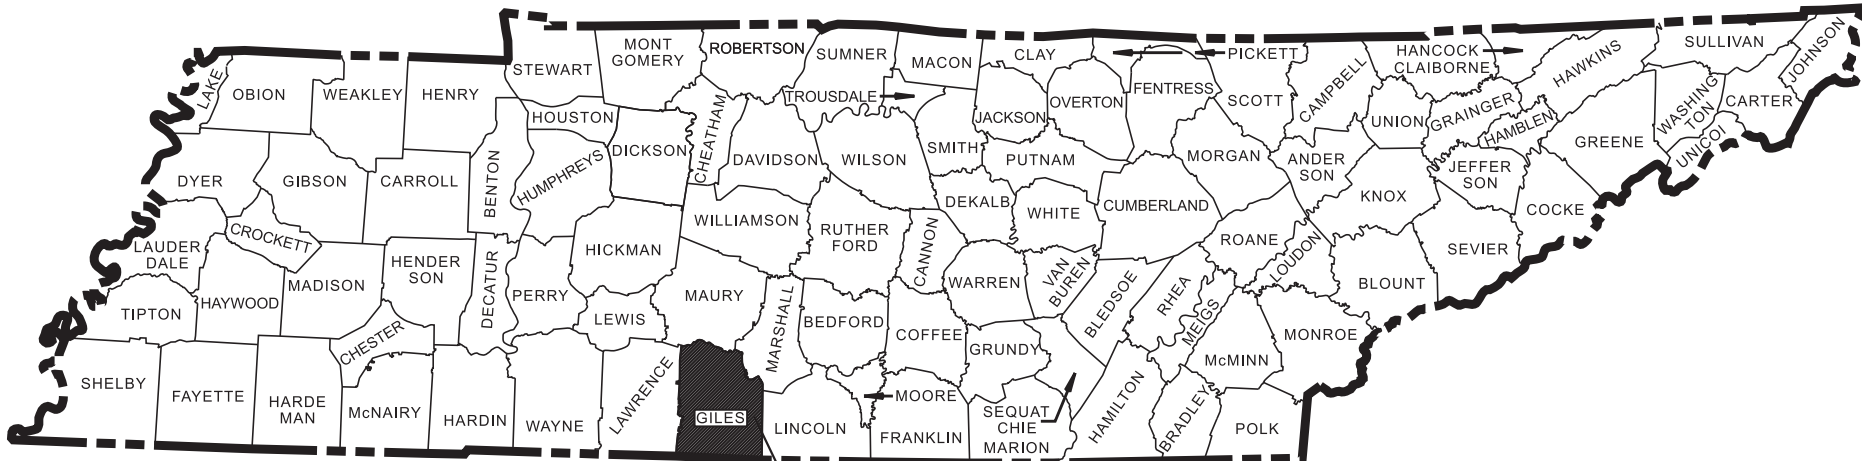 LAKE
OBION
WEAKLEY
HENRY
STEWART
MONT
GOMERY
ROBERTSON
SUMNER
MACON
CLAY
PICKETT
HANCOCK
CLAIBORNE
HAWKINS
SULLIVAN
JOHNSON
TROUSDALE
HOUSTON
CHEATHAM
JACKSON
OVERTON
FENTRESS
SCOTT
CAMPBELL
UNION
GRAINGER
HAMBLEN
WASHING
TON
CARTER
UNICOI
GREENE
DYER
GIBSON
CARROLL
BENTON
HUMPHREYS
DICKSON
DAVIDSON
WILSON
SMITH
PUTNAM
MORGAN
ANDER
SON
KNOX
JEFFER
SON
COCKE
LAUDER
DALE
CROCKETT
HICKMAN
WILLIAMSON
RUTHER
FORD
CANNON
DEKALB
WHITE
CUMBERLAND
ROANE
LOUDON
BLOUNT
SEVIER
TIPTON
HAYWOOD
MADISON
HENDER
SON
DECATUR
PERRY
LEWIS
MAURY
MARSHALL
BEDFORD
COFFEE
WARREN
VAN
BUREN
BLEDSOE
RHEA
MEIGS
McMINN
MONROE
SHELBY
FAYETTE
HARDE
MAN
CHESTER
McNAIRY
HARDIN
WAYNE
LAWRENCE
GILES
LINCOLN
MOORE
FRANKLIN
GRUNDY
SEQUAT
CHIE
MARION
HAMILTON
BRADLEY
POLK